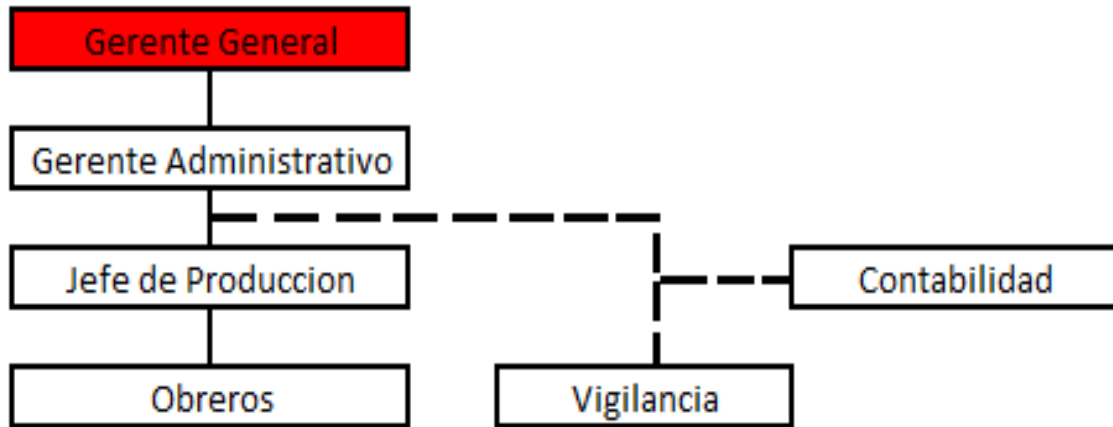 Gerente General
Gerente Administrativo
Jefe de Produccion
Contabilidad
Obreros
Vigilancia